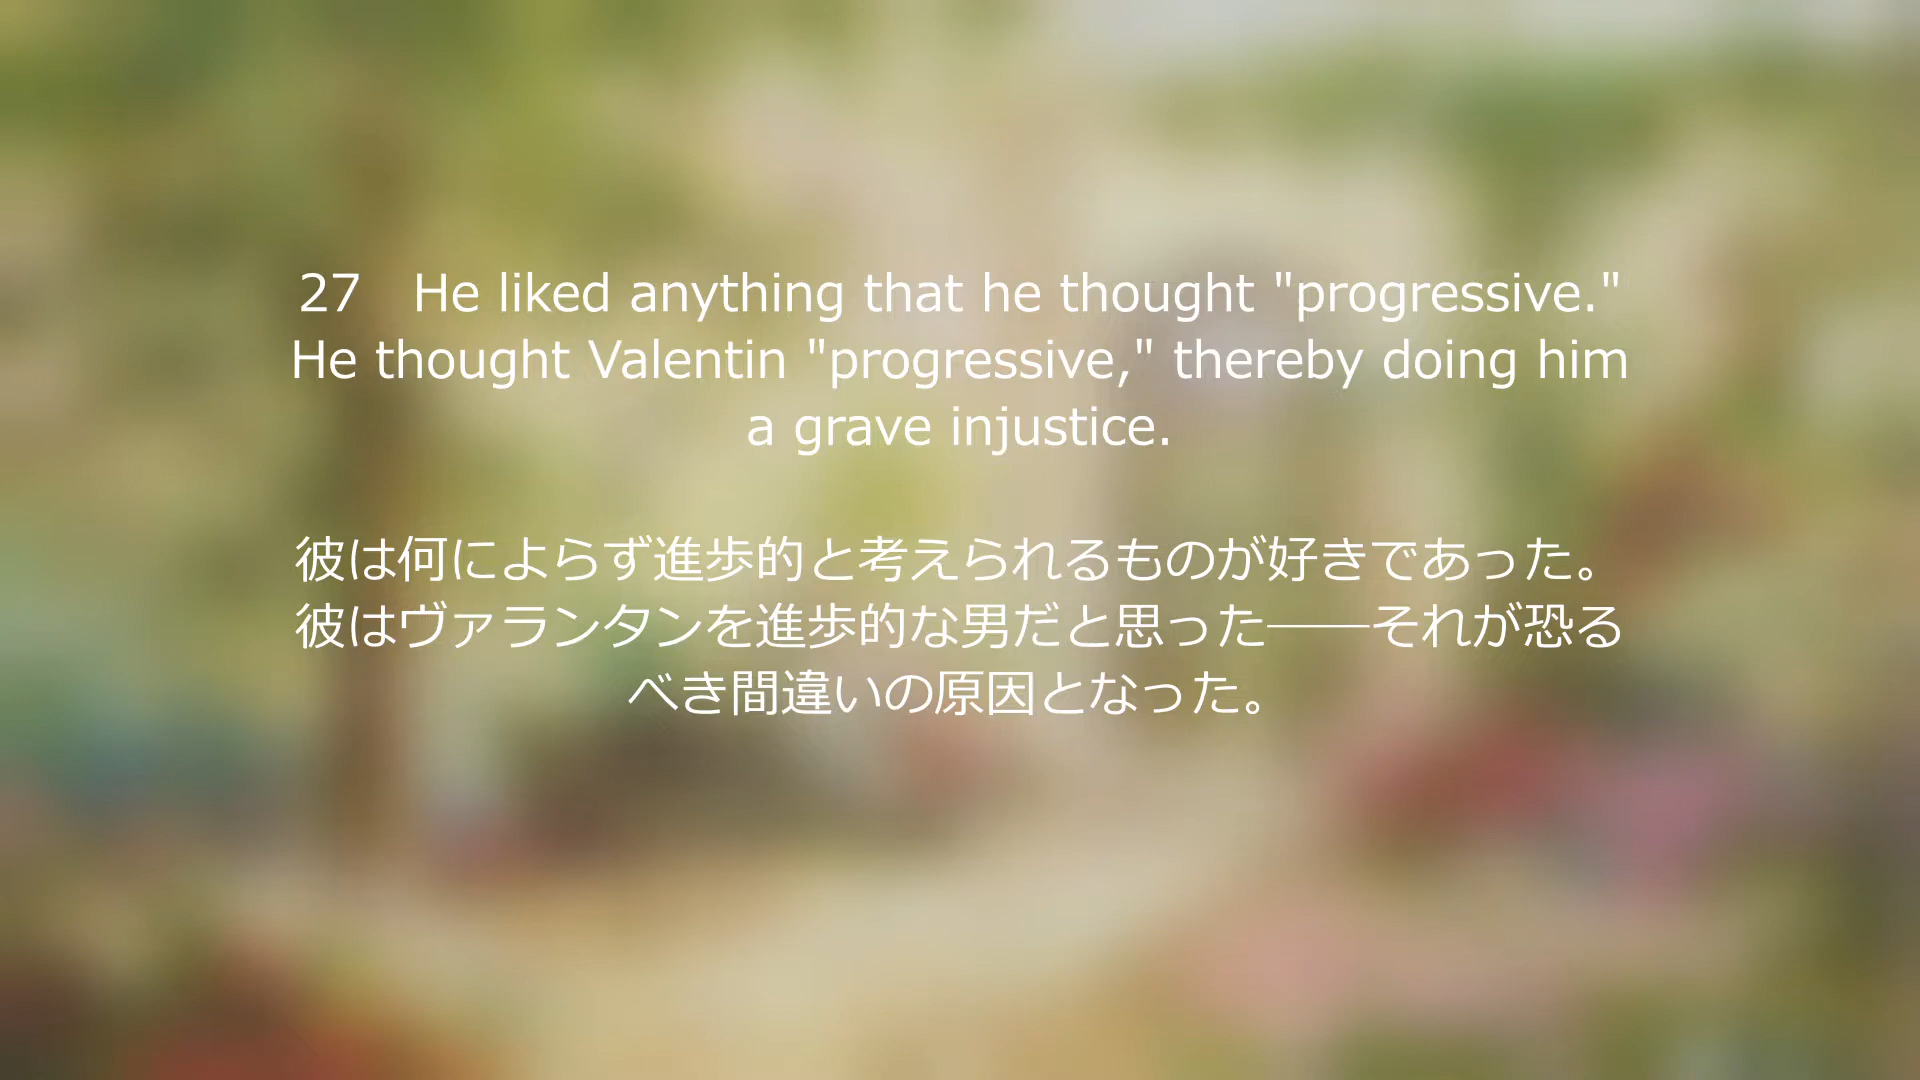 27　He liked anything that he thought "progressive."
He thought Valentin "progressive," thereby doing him
a grave injustice.
彼は何によらず進歩的と考えられるものが好きであった。
彼はヴァランタンを進歩的な男だと思った――それが恐る
べき間違いの原因となった。